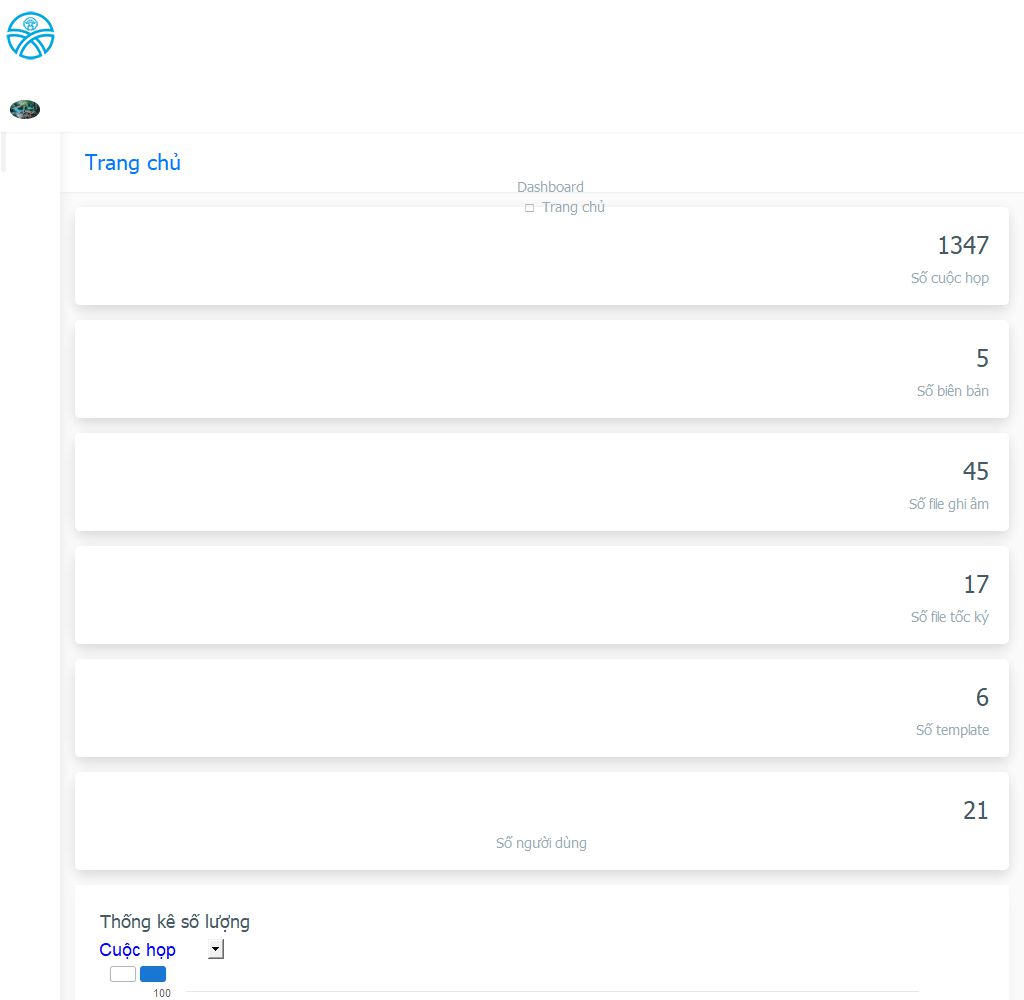 Trang chủ
Dashboard
Trang chủ
1347
Số cuộc họp
5
Số biên bản
45
Số file ghi âm
17
Số file tốc ký
6
Số template
21
Số người dùng
Thống kê số lượng
Cuộc họp
100